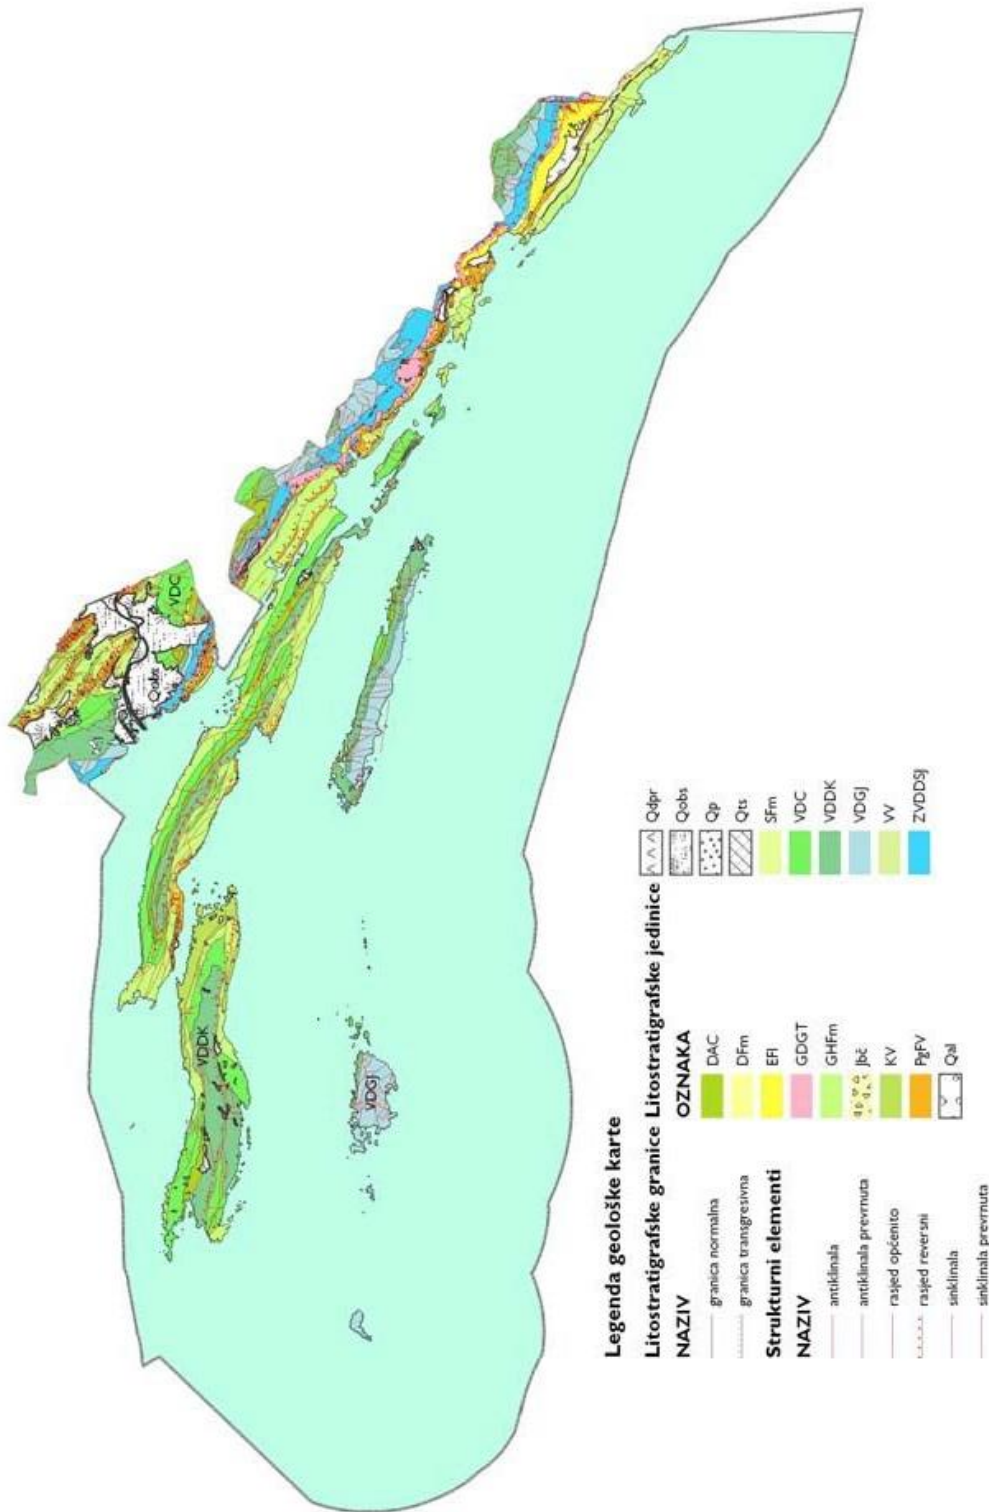 VDC
Qobs
VDDK
VDGJ
Legenda geološke karte
Litostratigrafske granice
NAZIV
granica normalna
granica transgresivna
Strukturni elementi
NAZIV
antiklinala
antiklinala prevrnuta
rasjed općenito
rasjed reversni
sinklinala
sinklinala prevrnuta
Litostratigrafske jedinice
OZNAKA
DAC
DFm
EFl
GDGT
GHFm
Jbč
KV
PgFV
Qal
Qdpr
Qobs
Qp
Qts
SFm
VDC
VDDK
VDGJ
VV
ZVDDSJ